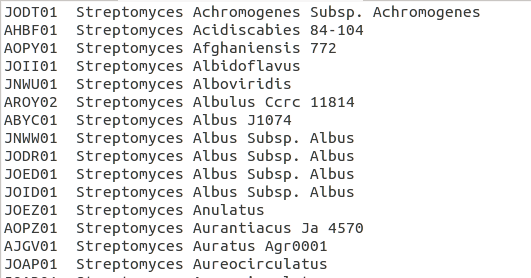 JODT01  Streptomyces Achromogenes Subsp. Achromogenes
AHBF01  Streptomyces Acidiscabies 84-104
AOPY01  Streptomyces Afghaniensis 772
JOII01  Streptomyces Albidoflavus
JNWU01  Streptomyces Alboviridis
AROY02  Streptomyces Albulus Ccrc 11814
ABYC01  Streptomyces Albus J1074
JNWW01  Streptomyces Albus Subsp. Albus
JODR01  Streptomyces Albus Subsp. Albus
JOED01  Streptomyces Albus Subsp. Albus
JOID01  Streptomyces Albus Subsp. Albus
JOEZ01  Streptomyces Anulatus
AOPZ01  Streptomyces Aurantiacus Ja 4570
AJGV01  Streptomyces Auratus Agr0001
JOAP01  Streptomyces Aureocirculatus